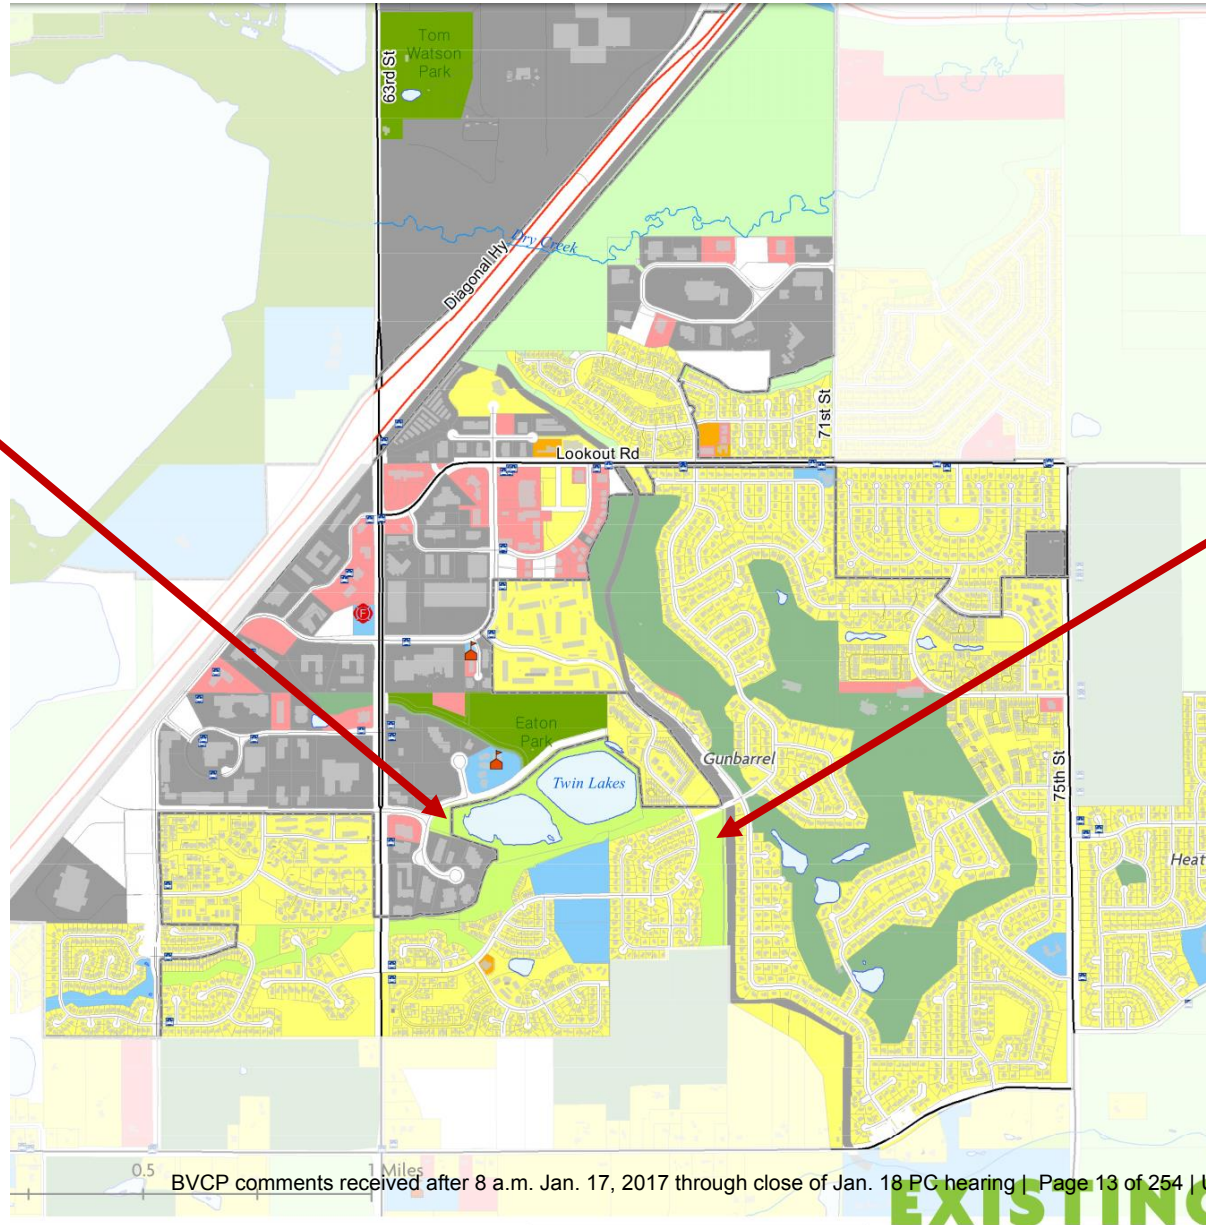 Tom
Watson
Park
63rd St
Dry Creek
Diagonal Hy
71st St
Lookout Rd
F
Eaton
Park
Gunbarrel
Twin Lakes
75th St
Heat
0.5
1 Miles
BVCP comments received after 8 a.m. Jan. 17, 2017 through close of Jan. 18 PC hearing | Page 13 of 254 | U
EXISTING